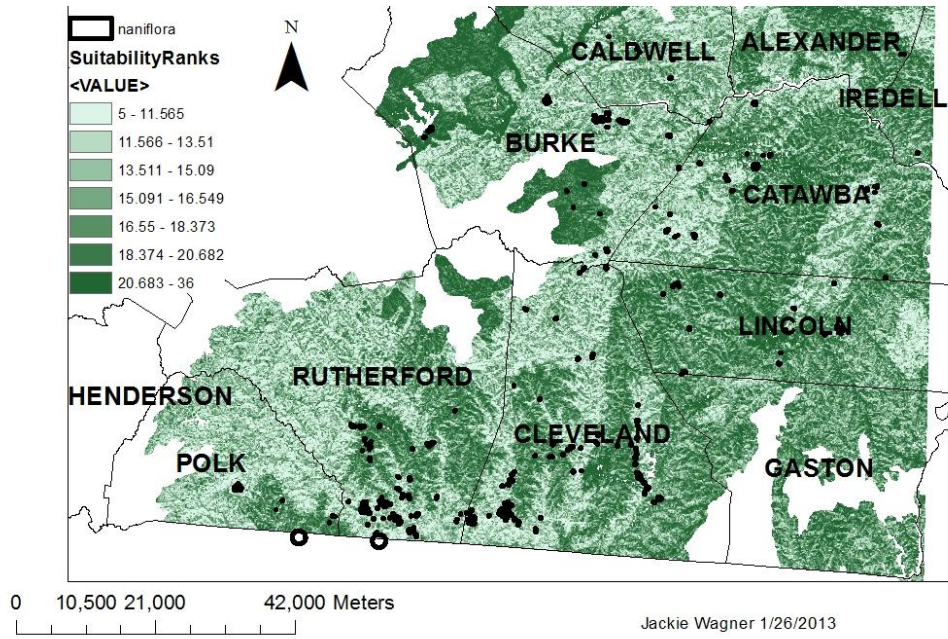 naniflora
SuitabilityRanks
<VALUE>
5 - 11.565
11.566 - 13.51
13.511 - 15.09
15.091 - 16.549
16.55 - 18.373
18.374 - 20.682
20.683 - 36
N
CALDWELL
ALEXANDER
IREDELL
BURKE
CATAWBA
LINCOLN
RUTHERFORD
HENDERSON
CLEVELAND
POLK
GASTON
0 10,500 21,000 42,000 Meters
Jackie Wagner 1/26/2013